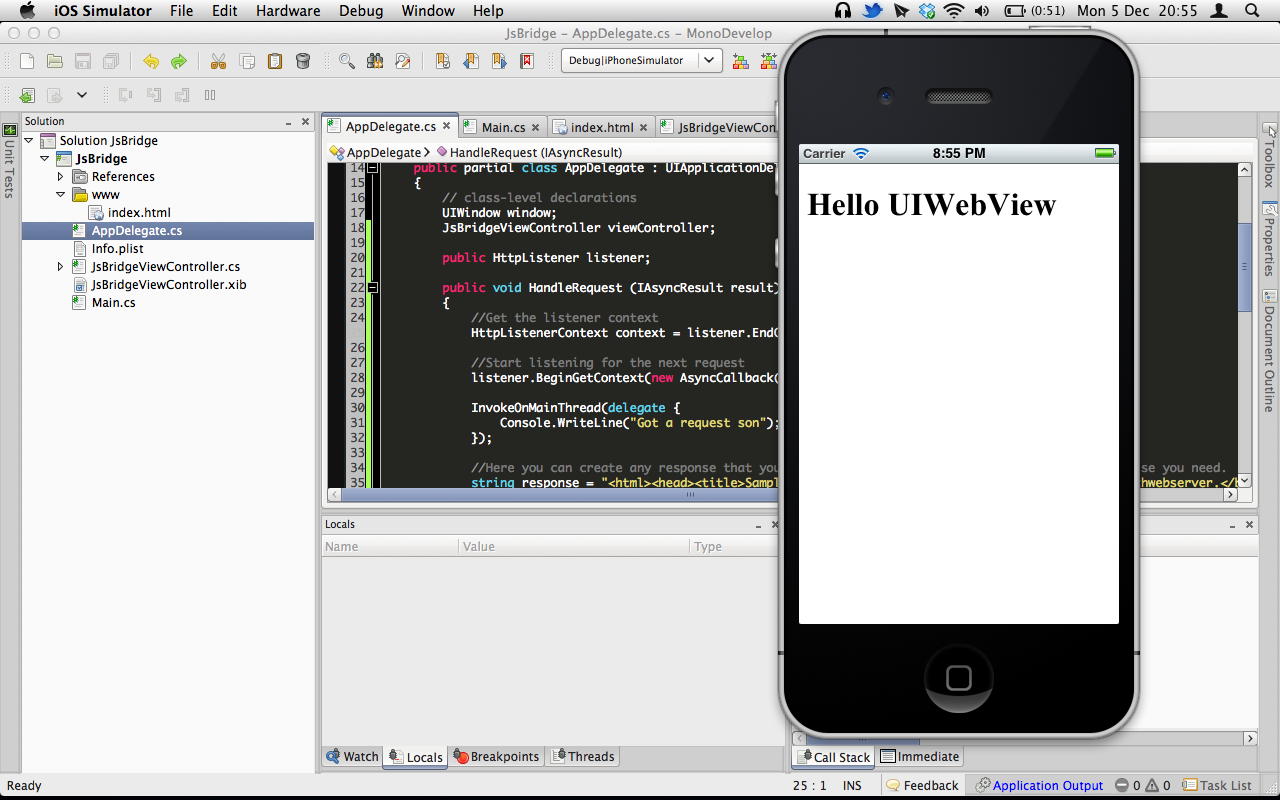 iOS Simulator File Edit Hardware Debug Window Help (0:51) Mon 5 Dec 20:55
JsBridge – AppDelegate.cs – MonoDevelop
Debug|iPhoneSimulator
Solution
Solution JsBridge
JsBridge
References
www
index.html
AppDelegate.cs
Info.plist
JsBridgeViewController.cs
JsBridgeViewController.xib
Main.cs
Unit Tests
AppDelegate.cs Main.cs index.html JsBridgeViewCon
AppDelegate HandleRequest (IAsyncResult)
14 public partial class AppDelegate : UIApplicationDel
15 {
16 // class-level declarations
17 UIWindow window;
18 JsBridgeViewController viewController;
19
20 public HttpListener listener;
21
22 public void HandleRequest (IAsyncResult result)
23 {
24 //Get the listener context
HttpListenerContext context = listener.EndG
26
27 //Start listening for the next request
28 listener.BeginGetContext(new AsyncCallback(
29
30 InvokeOnMainThread(delegate {
31 Console.WriteLine("Got a request son");
32 });
33
34 //Here you can create any response that you se you need.
35 string response = "<html><head><title>Sampl hwebserver.</b
Carrier 8:55 PM
Hello UIWebView
Toolbox
Properties
Document Outline
Locals
Name Value Type
Watch Locals Breakpoints Threads
Call Stack Immediate
Ready 25 : 1 INS Feedback Application Output 0 0 Task List